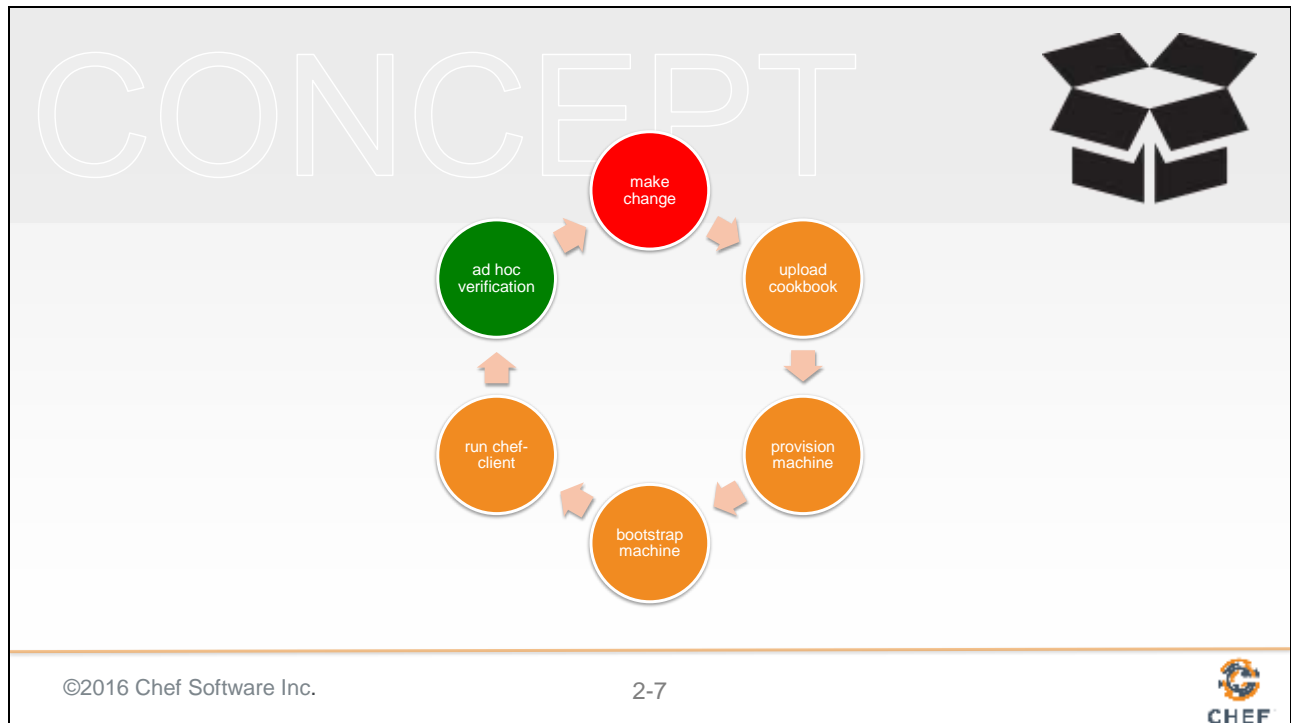 CONCEPT
make
change
upload
cookbook
provision
machine
bootstrap
machine
run chef-
client
ad hoc
verification
©2016 Chef Software Inc.
2-7
CHEF